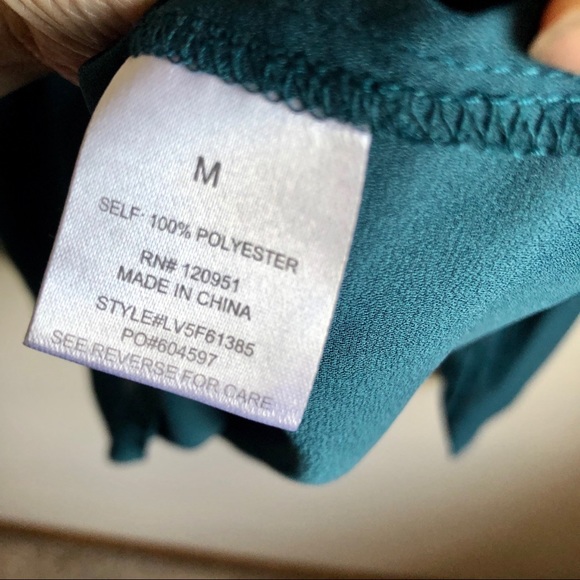 M
SELF: 100% POLYESTER
RN# 120951
MADE IN CHINA
STYLE#LV5F61385
PO#604597
SEE REVERSE FOR CARE